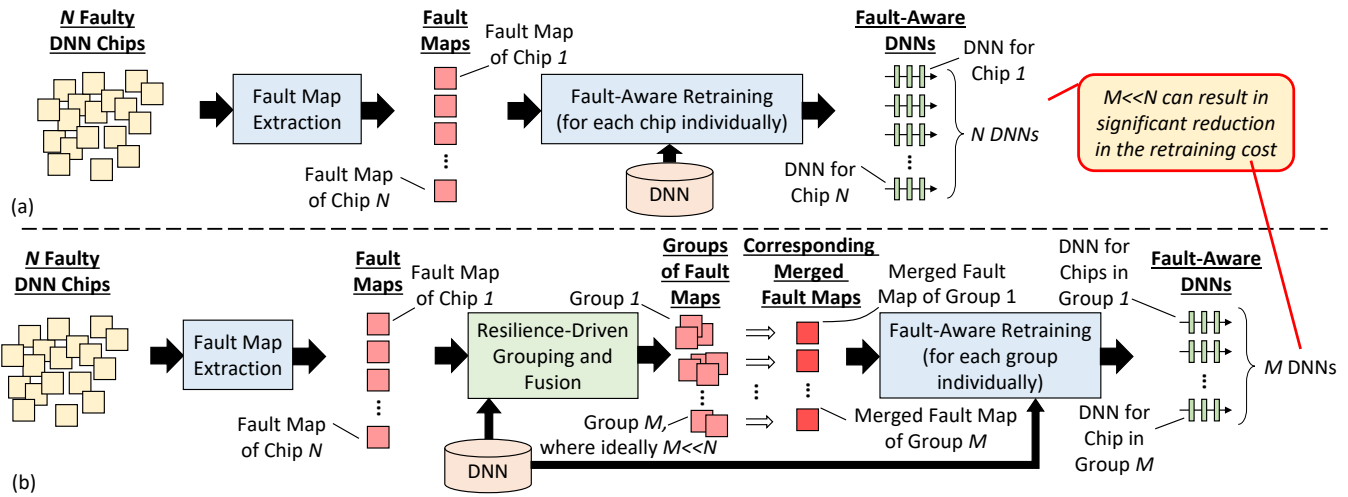 N Faulty
DNN Chips
Fault Map
Extraction
Fault
Maps
Fault Map
of Chip 1
Fault Map
of Chip N
Fault-Aware Retraining
(for each chip individually)
DNN
Fault-Aware
DNNs
DNN for
Chip 1
DNN for
Chip N
N DNNs
M<<N can result in
significant reduction
in the retraining cost
(a)
N Faulty
DNN Chips
Fault Map
Extraction
Fault
Maps
Fault Map
of Chip 1
Fault Map
of Chip N
Resilience-Driven
Grouping and
Fusion
DNN
Groups
of Fault
Maps
Group 1
Group M,
where ideally M<<N
Corresponding
Merged
Fault Maps
Merged Fault
Map of Group 1
Merged Fault Map
of Group M
Fault-Aware Retraining
(for each group
individually)
DNN for
Chips in
Group 1
DNN for
Chip in
Group M
Fault-Aware
DNNs
M DNNs
(b)